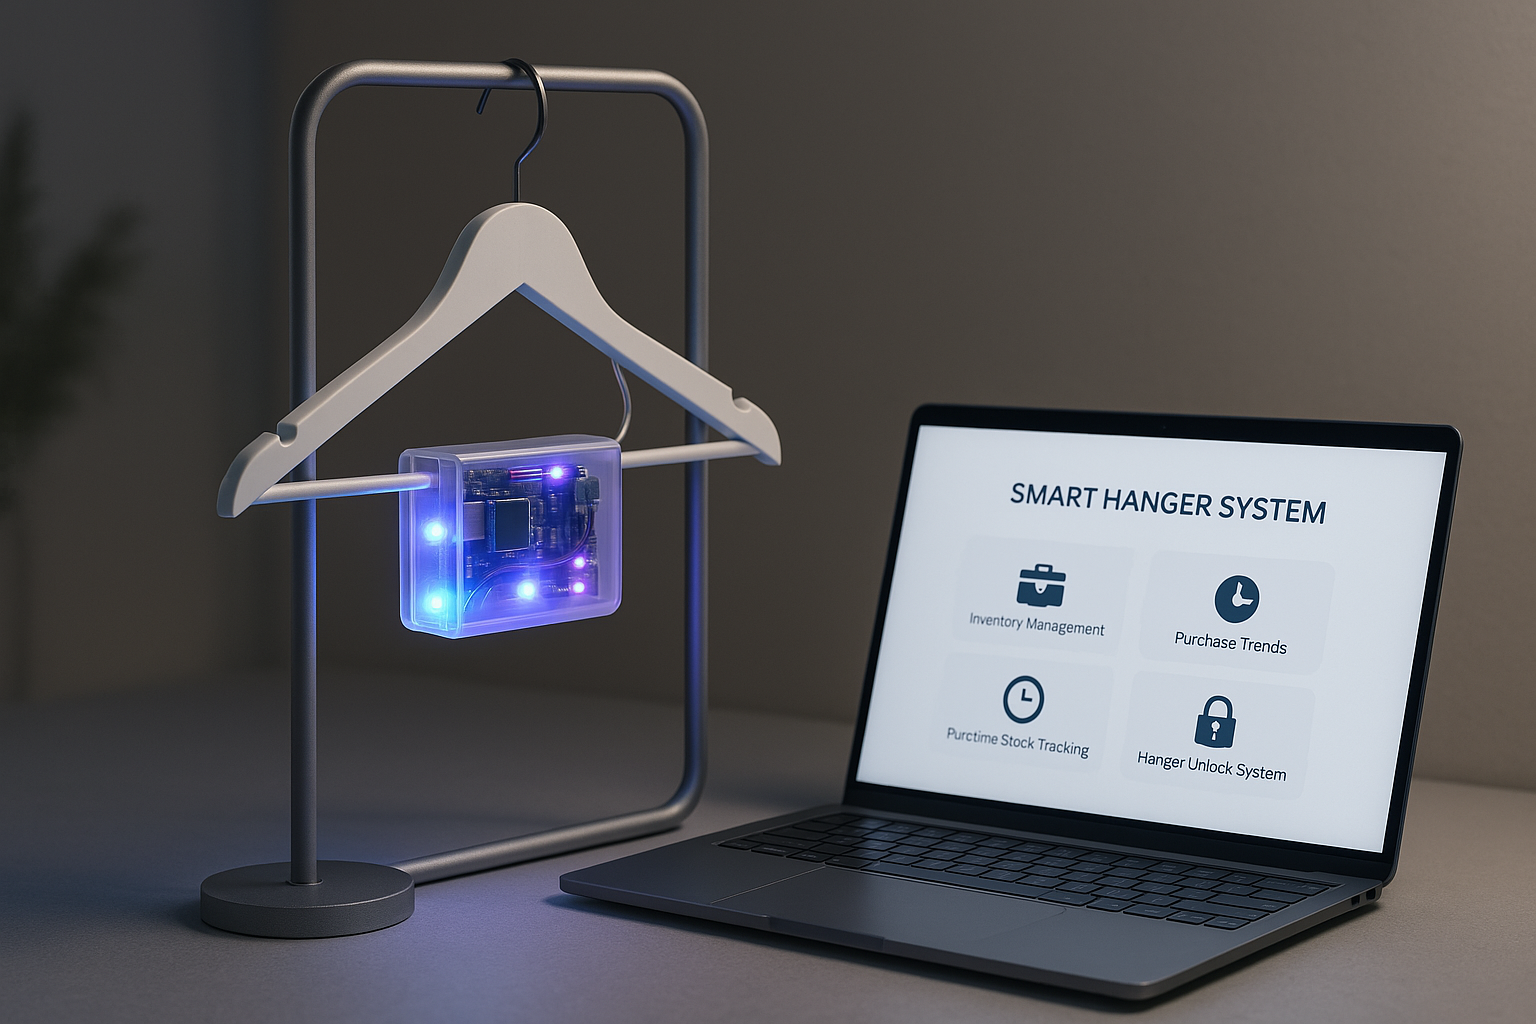 SMART HANGER SYSTEM
Inventory Management
Purchase Trends
Purctime Stock Tracking
Hanger Unlock System